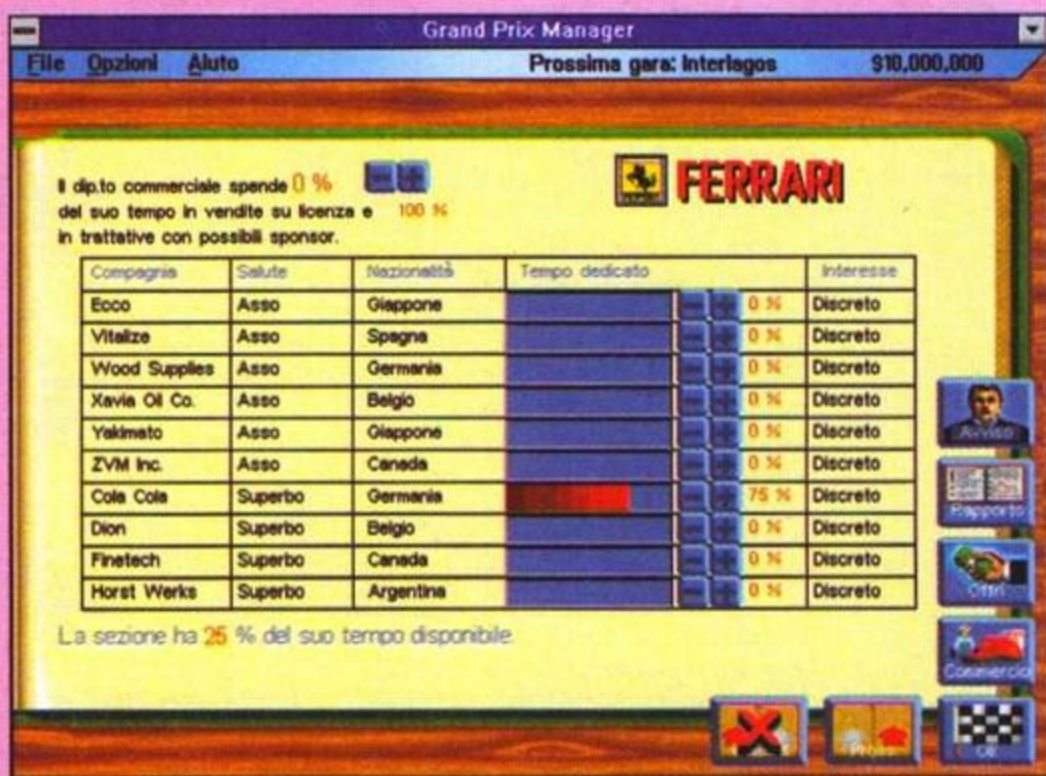 Grand Prix Manager
File Opzioni Aiuto Prossima gara: Interlagos $10,000,000
FERRARI
Il dip.to commerciale spende 0 %
del suo tempo in vendite su licenza e 100 %
in trattative con possibili sponsor.
Compagnia Salute Nazionalità Tempo dedicato Interesse
Ecco Asso Giappone 0 % Discreto
Vitalize Asso Spagna 0 % Discreto
Wood Supplies Asso Germania 0 % Discreto
Xavia Oil Co. Asso Belgio 0 % Discreto
Yakimato Asso Giappone 0 % Discreto
ZVM Inc. Asso Canada 0 % Discreto
Cola Cola Superbo Germania 75 % Discreto
Dion Superbo Belgio 0 % Discreto
Finetech Superbo Canada 0 % Discreto
Horst Werks Superbo Argentina 0 % Discreto
La sezione ha 25 % del suo tempo disponibile.
Avviso
Rapporto
Offri
Commercio
OK